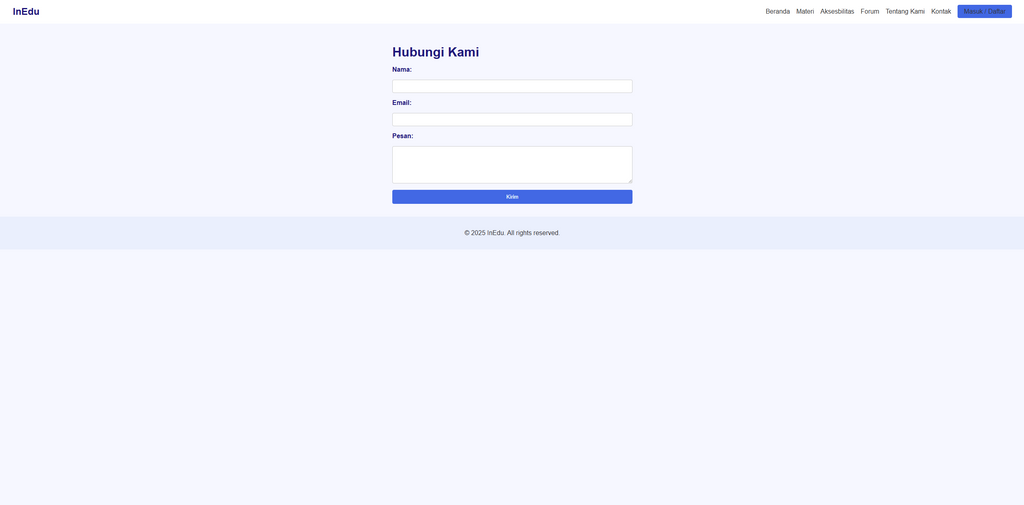 InEdu
Beranda Materi Aksesbilitas Forum Tentang Kami Kontak Masuk / Daftar
Hubungi Kami
Nama:
Email:
Pesan:
Kirim
© 2025 InEdu. All rights reserved.